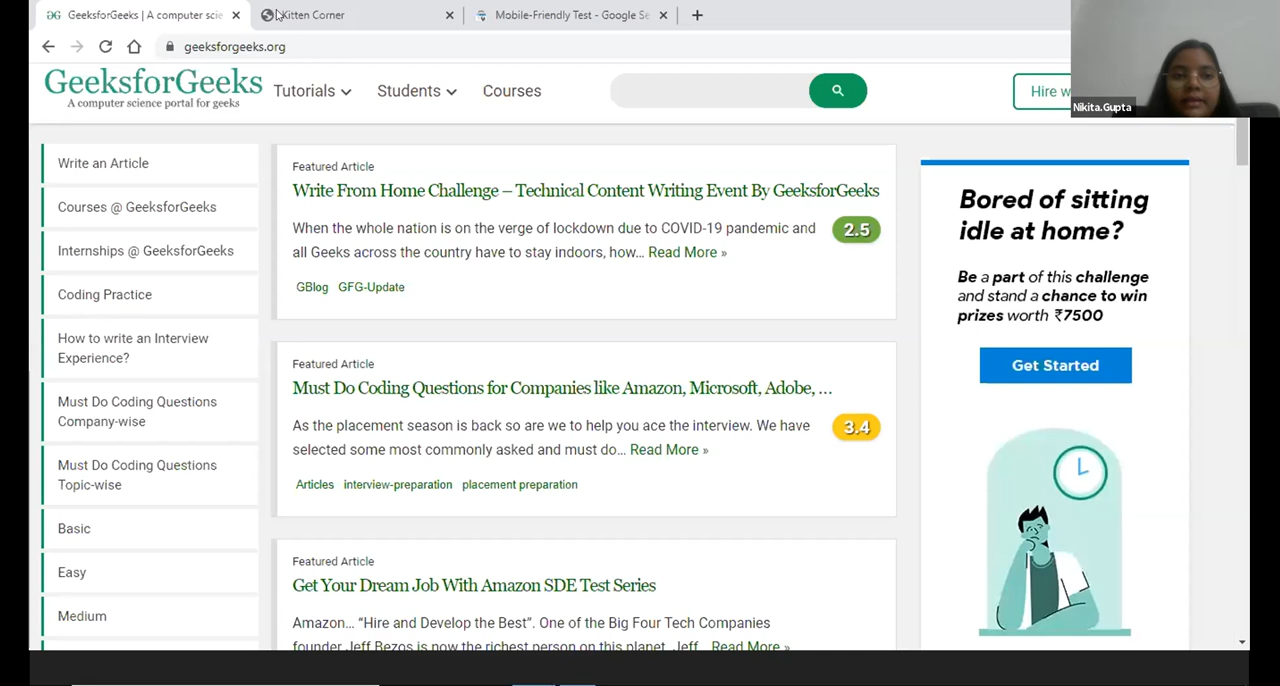 GeeksforGeeks | A computer scie
Kitten Corner
Mobile-Friendly Test - Google Se
geeksforgeeks.org
GeeksforGeeks
A computer science portal for geeks
Tutorials
Students
Courses
Hire w
Nikita.Gupta
Write an Article
Courses @ GeeksforGeeks
Internships @ GeeksforGeeks
Coding Practice
How to write an Interview
Experience?
Must Do Coding Questions
Company-wise
Must Do Coding Questions
Topic-wise
Basic
Easy
Medium
Featured Article
Write From Home Challenge – Technical Content Writing Event By GeeksforGeeks
When the whole nation is on the verge of lockdown due to COVID-19 pandemic and
all Geeks across the country have to stay indoors, how... Read More »
2.5
GBlog GFG-Update
Featured Article
Must Do Coding Questions for Companies like Amazon, Microsoft, Adobe, …
As the placement season is back so are we to help you ace the interview. We have
selected some most commonly asked and must do... Read More »
3.4
Articles interview-preparation placement preparation
Featured Article
Get Your Dream Job With Amazon SDE Test Series
Amazon… “Hire and Develop the Best”. One of the Big Four Tech Companies
founder Jeff Bezos is now the richest person on this planet. Jeff… Read More »
Bored of sitting
idle at home?
Be a part of this challenge
and stand a chance to win
prizes worth ₹7500
Get Started